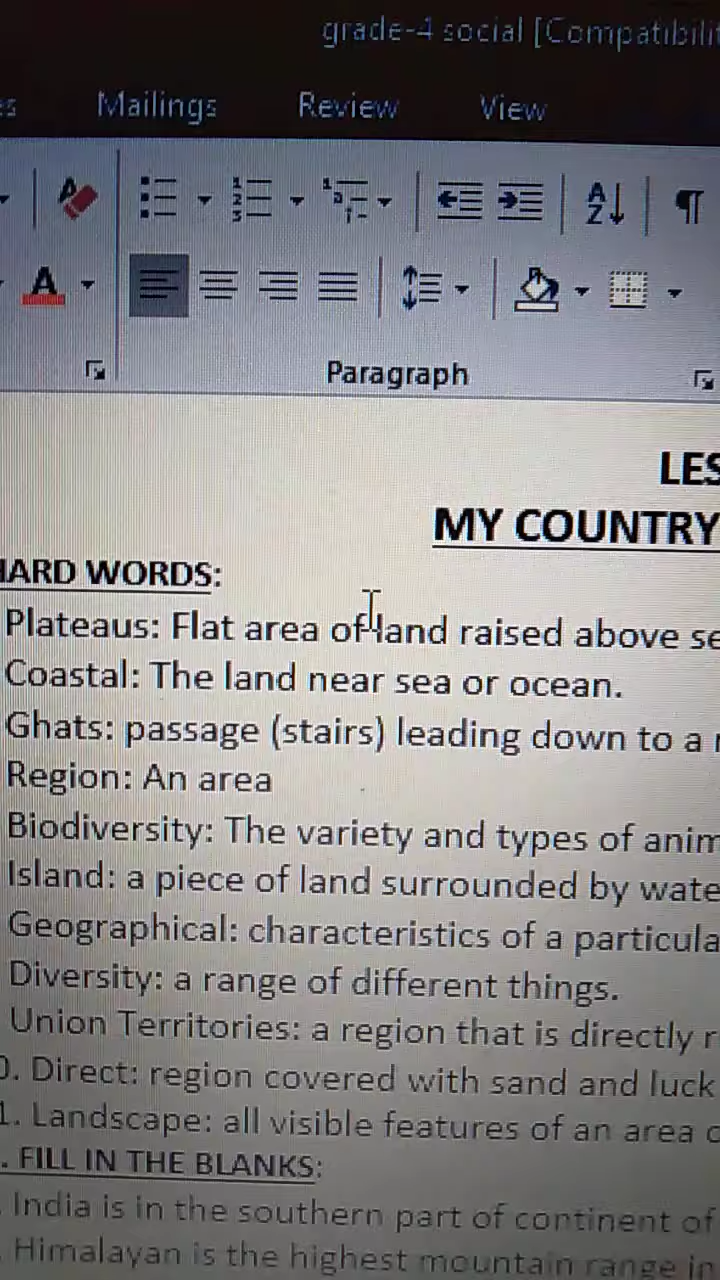 grade-4 social [Compatibili
Mailings Review View
Paragraph
LES
MY COUNTRY
HARD WORDS:
Plateaus: Flat area of land raised above se
Coastal: The land near sea or ocean.
Ghats: passage (stairs) leading down to a
Region: An area
Biodiversity: The variety and types of anim
Island: a piece of land surrounded by wate
Geographical: characteristics of a particula
Diversity: a range of different things.
Union Territories: a region that is directly r
0. Direct: region covered with sand and luck
1. Landscape: all visible features of an area
. FILL IN THE BLANKS:
. India is in the southern part of continent of
. Himalayan is the highest mountain range in